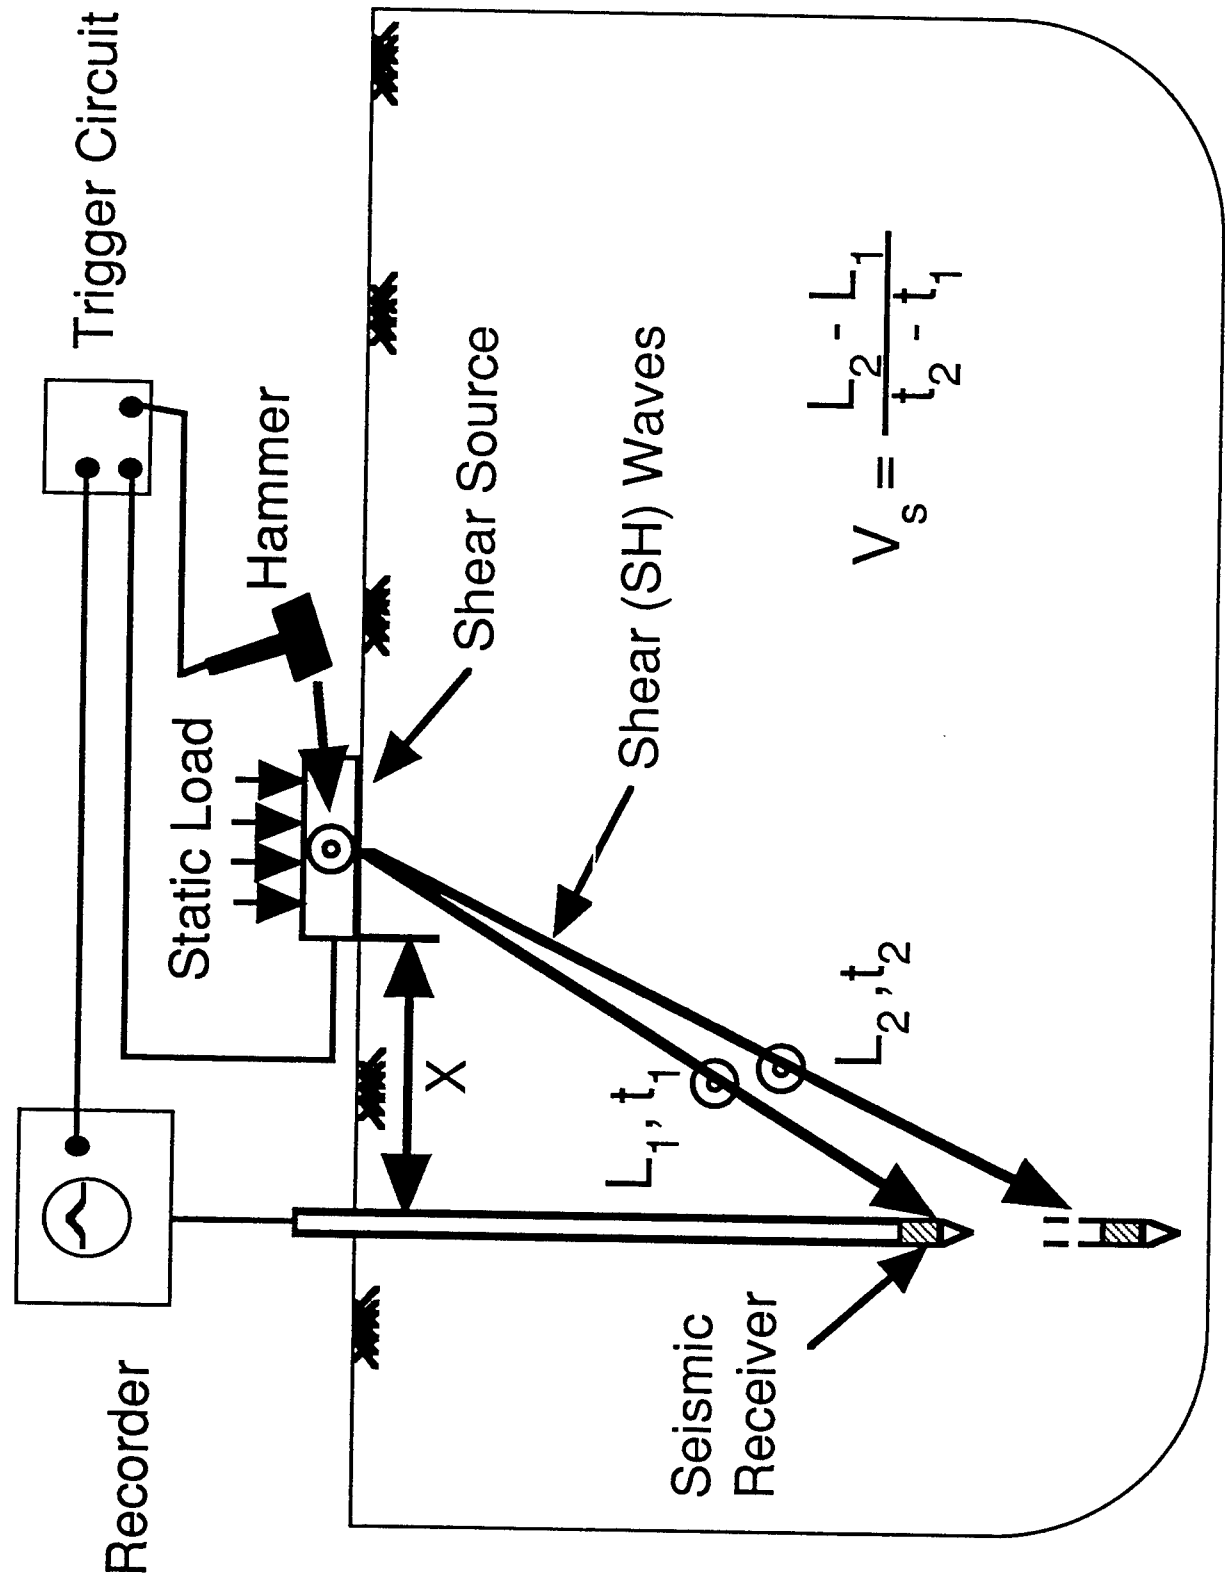 Recorder
Trigger Circuit
Static Load
Hammer
X
Shear Source
L₁, t₁
Shear (SH) Waves
Seismic
Receiver
L₂, t₂
Vₛ = (L₂ - L₁) / (t₂ - t₁)